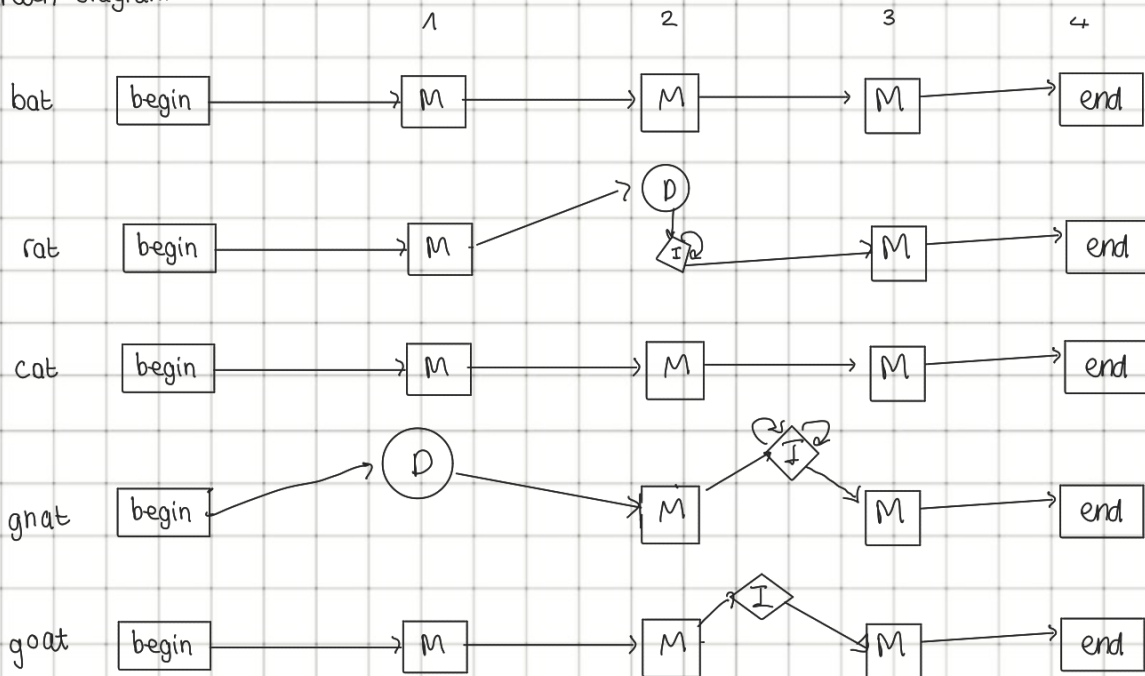 diagram
1 2 3 4
bat begin M M M end
D
rat begin M I M end
cat begin M M M end
D I
gnat begin M M end
I
goat begin M M M end